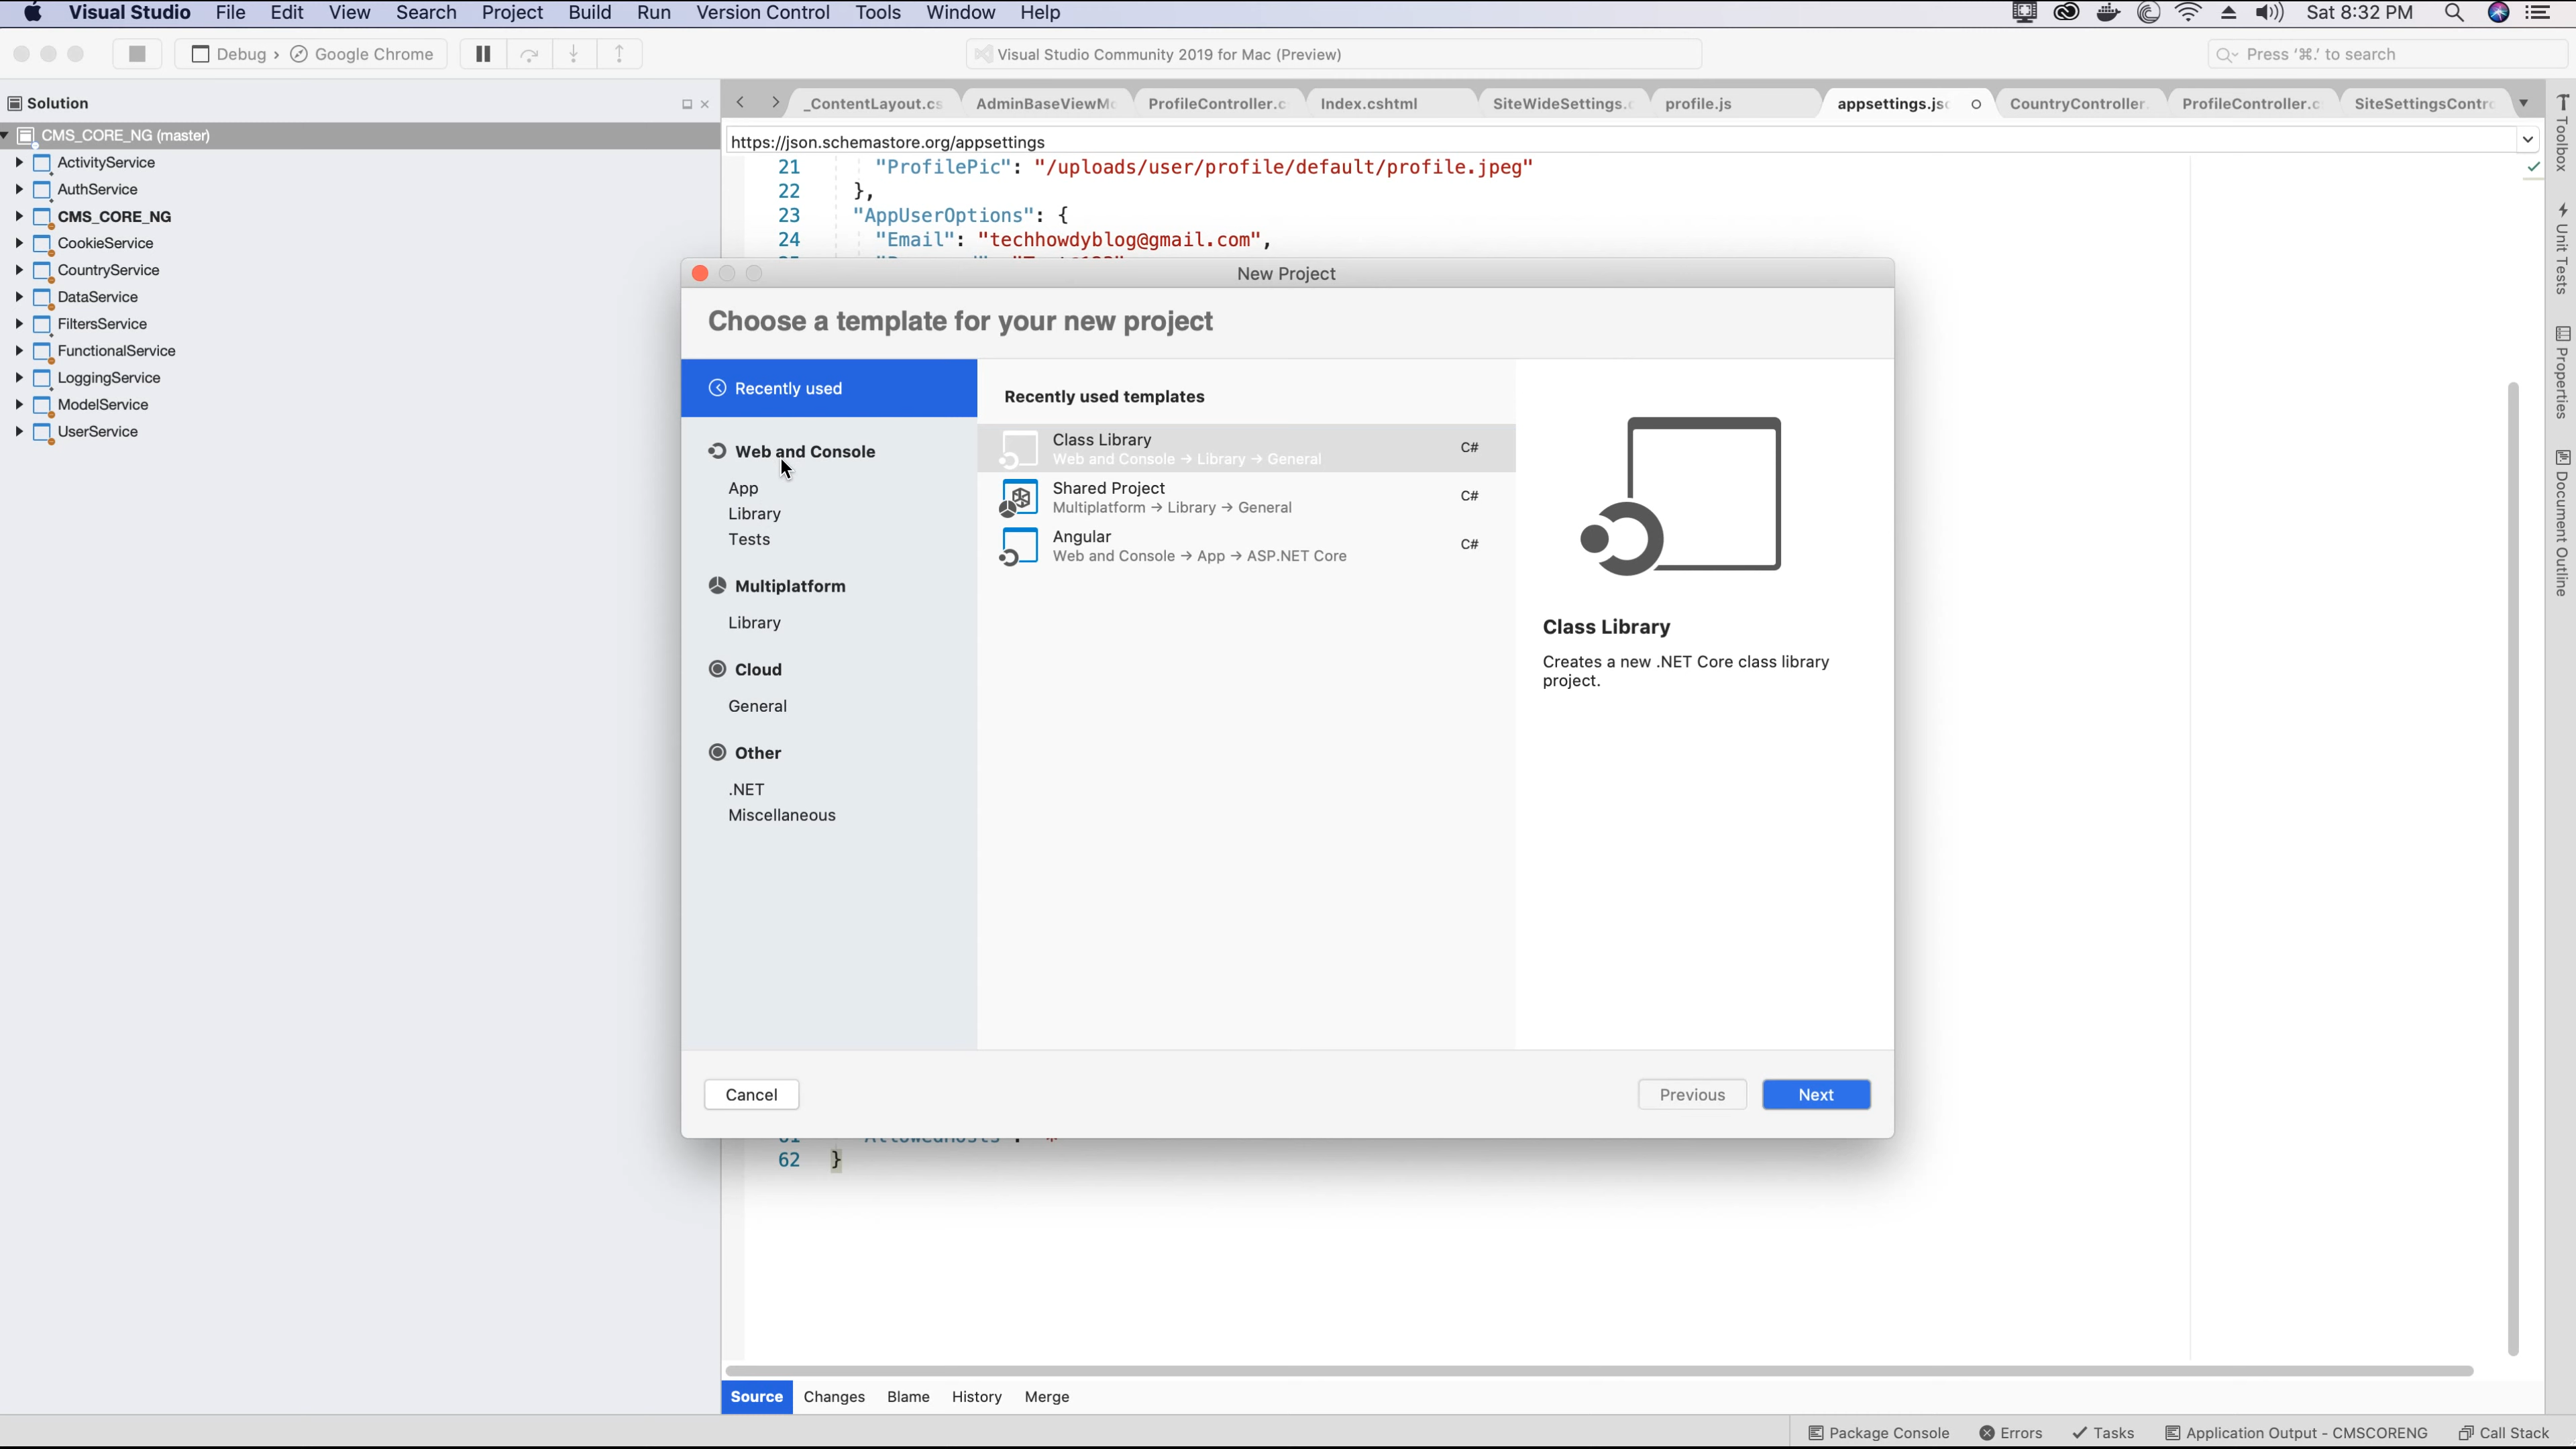 Visual Studio File Edit View Search Project Build Run Version Control Tools Window Help Sat 8:32 PM
Debug › Google Chrome Visual Studio Community 2019 for Mac (Preview) Press '⌘.' to search
Solution
_ContentLayout.cs AdminBaseViewMo ProfileController.c Index.cshtml SiteWideSettings.c profile.js appsettings.jso CountryController. ProfileController.c SiteSettingsContro
CMS_CORE_NG (master)
ActivityService
AuthService
CMS_CORE_NG
CookieService
CountryService
DataService
FiltersService
FunctionalService
LoggingService
ModelService
UserService
https://json.schemastore.org/appsettings
21 "ProfilePic": "/uploads/user/profile/default/profile.jpeg"
22 },
23 "AppUserOptions": {
24 "Email": "techhowdyblog@gmail.com",
New Project
Choose a template for your new project
Recently used
Web and Console
App
Library
Tests
Multiplatform
Library
Cloud
General
Other
.NET
Miscellaneous
Recently used templates
Class Library C#
Web and Console → Library → General
Shared Project C#
Multiplatform → Library → General
Angular C#
Web and Console → App → ASP.NET Core
Class Library
Creates a new .NET Core class library
project.
Cancel Previous Next
62 }
Source Changes Blame History Merge
Toolbox
Unit Tests
Properties
Document Outline
Package Console Errors Tasks Application Output - CMSCORENG Call Stack